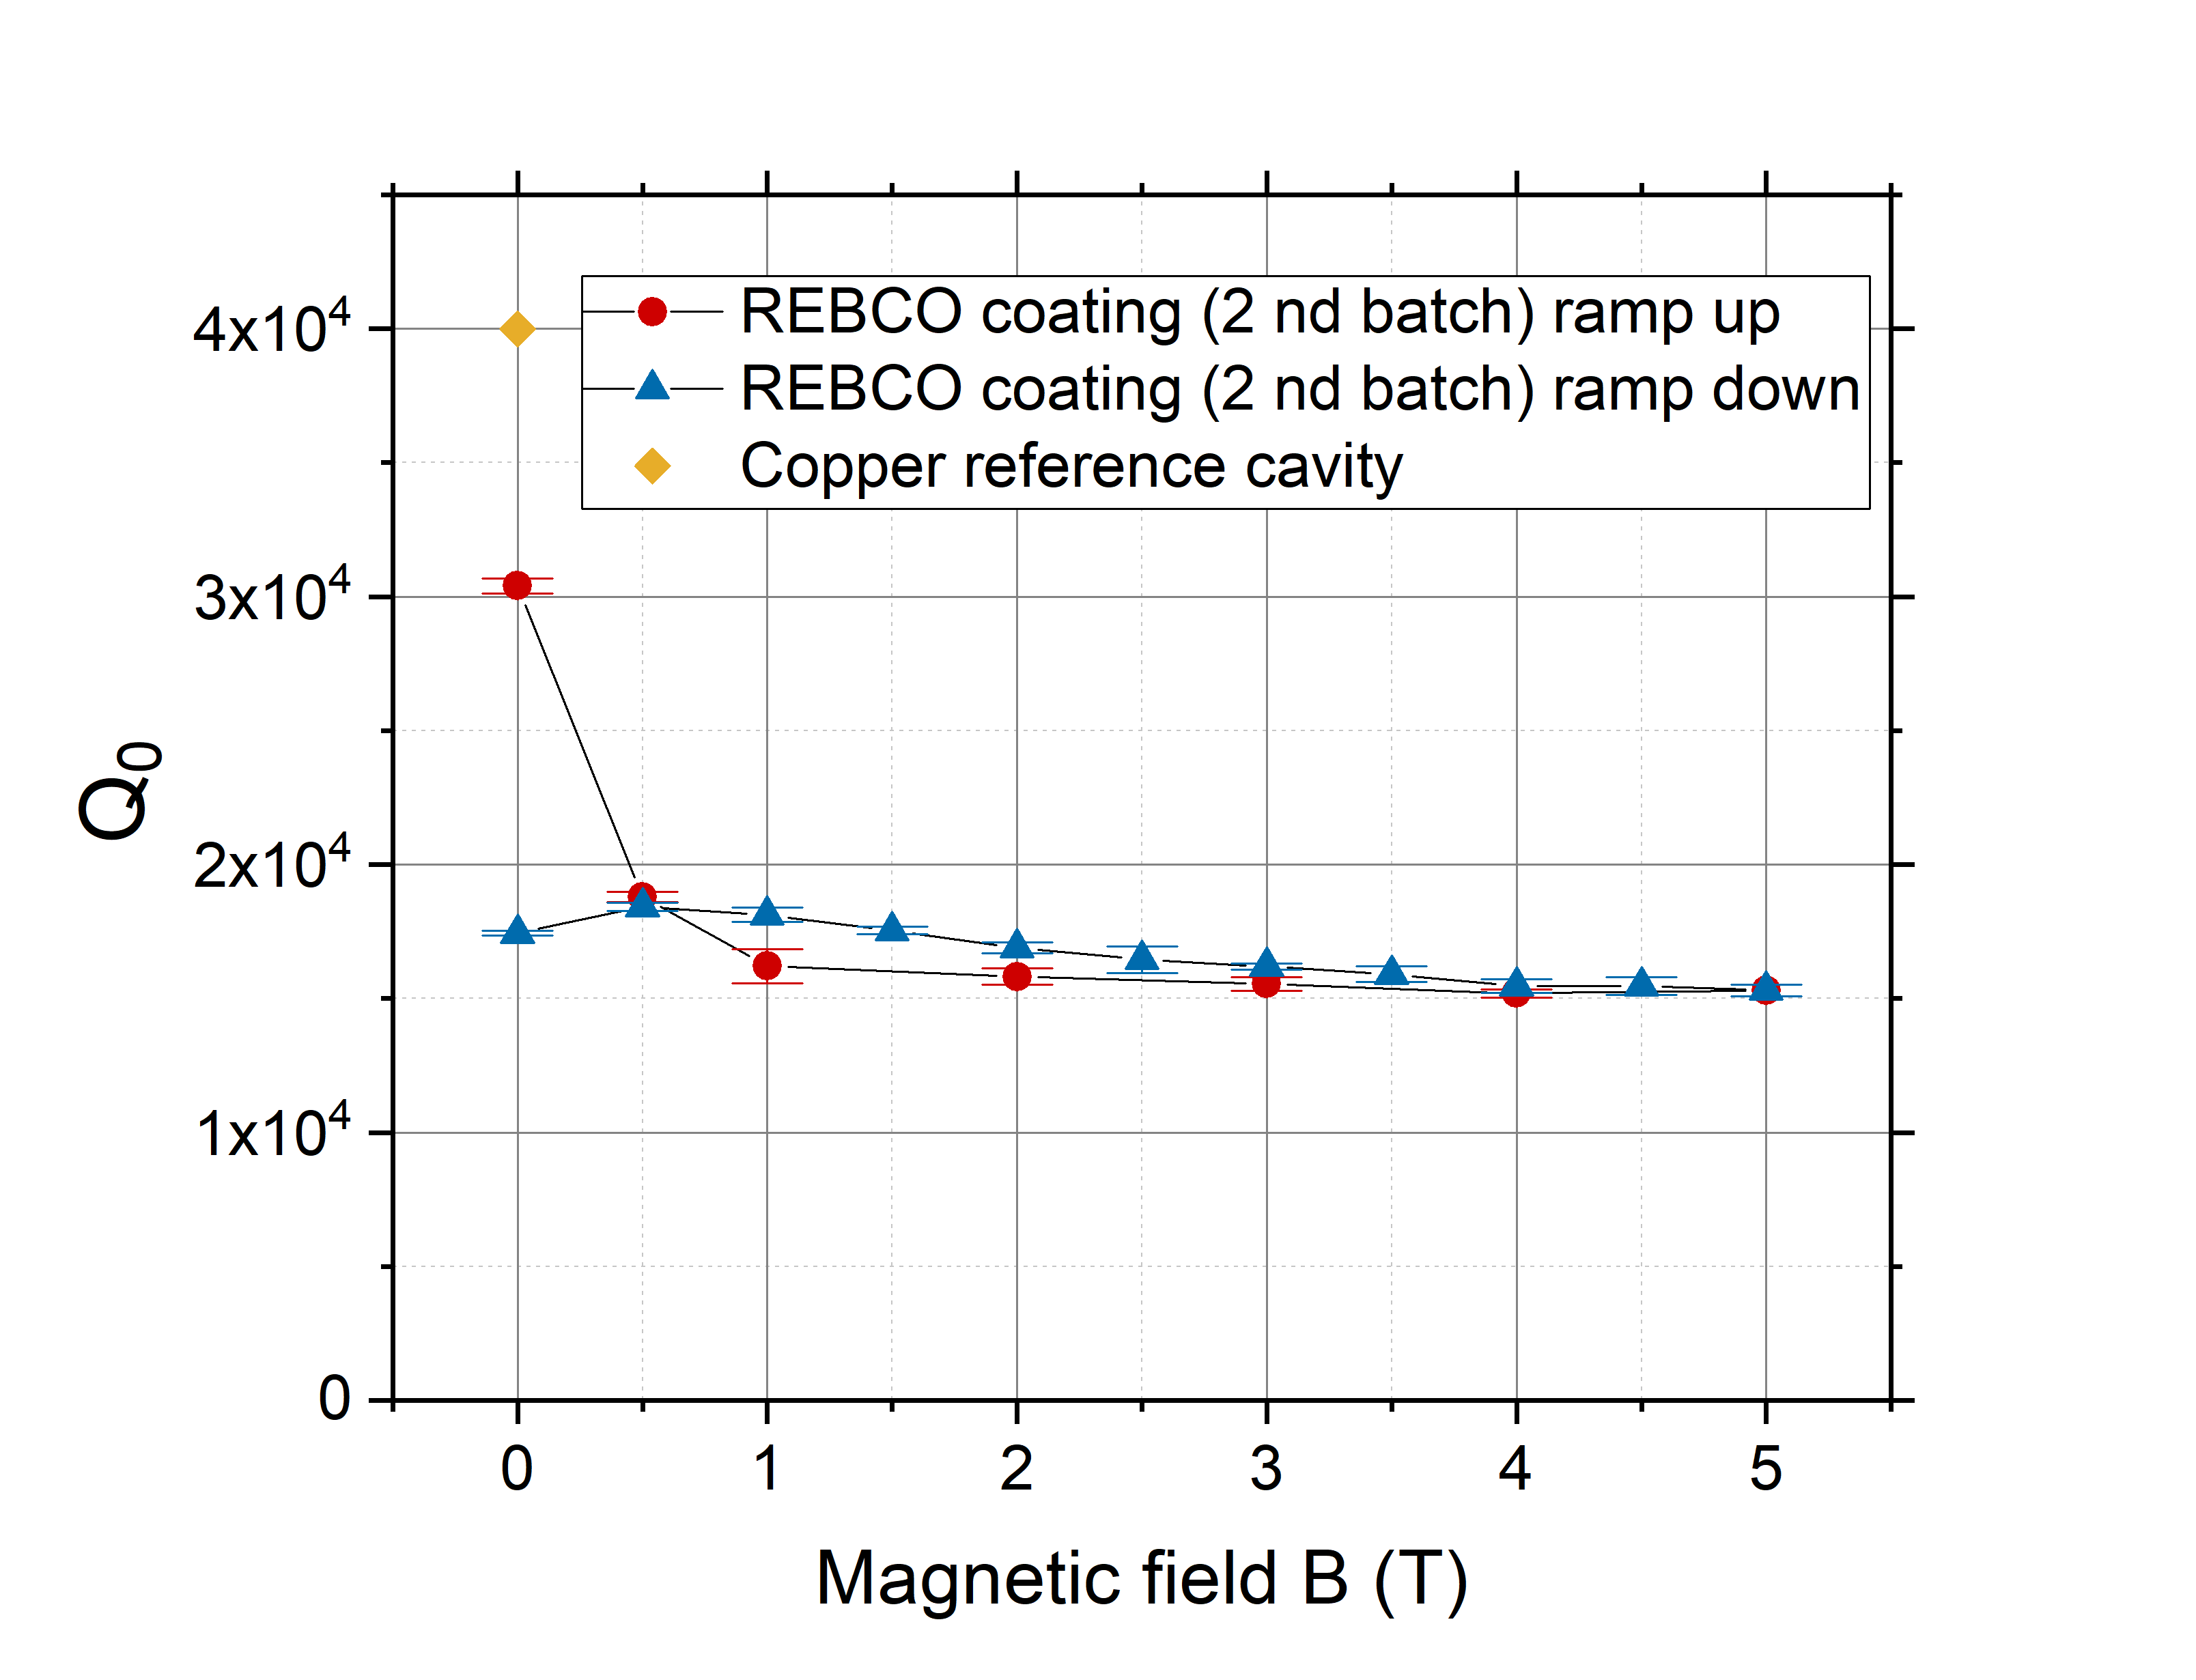 REBCO coating (2 nd batch) ramp up
REBCO coating (2 nd batch) ramp down
Copper reference cavity
4x10⁴
3x10⁴
2x10⁴
1x10⁴
0
Q₀
0 1 2 3 4 5
Magnetic field B (T)